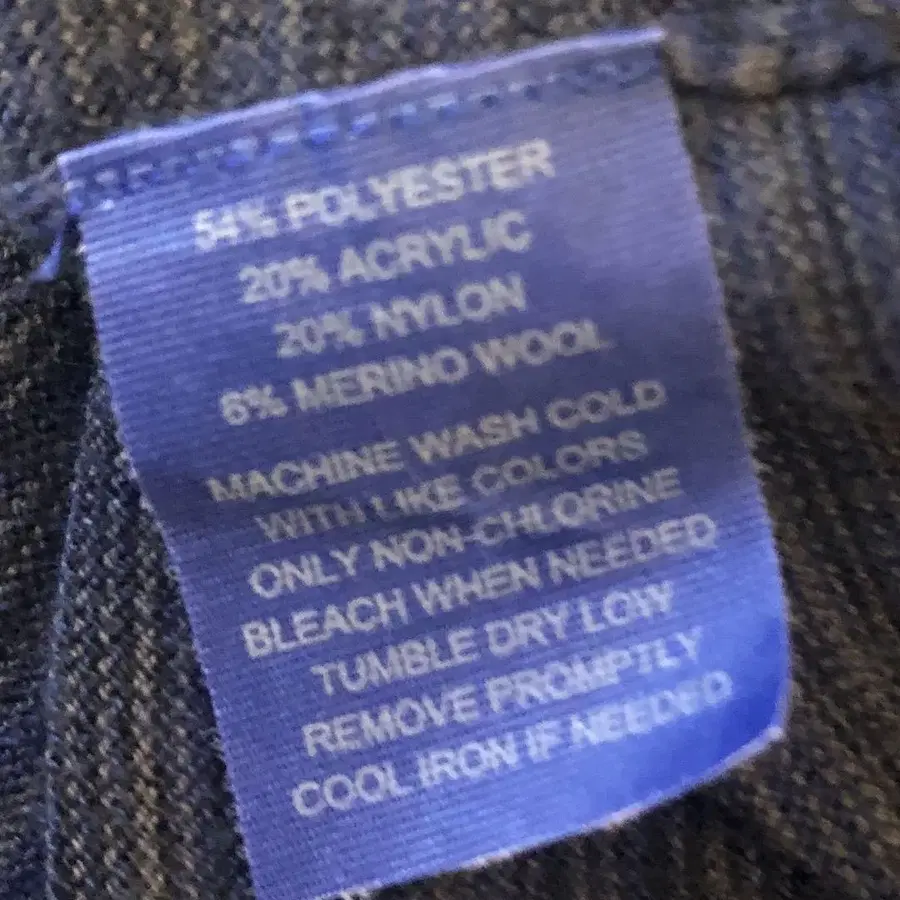 54% POLYESTER
20% ACRYLIC
20% NYLON
6% MERINO WOOL
MACHINE WASH COLD
WITH LIKE COLORS
ONLY NON-CHLORINE
BLEACH WHEN NEEDED
TUMBLE DRY LOW
REMOVE PROMPTLY
COOL IRON IF NEEDED